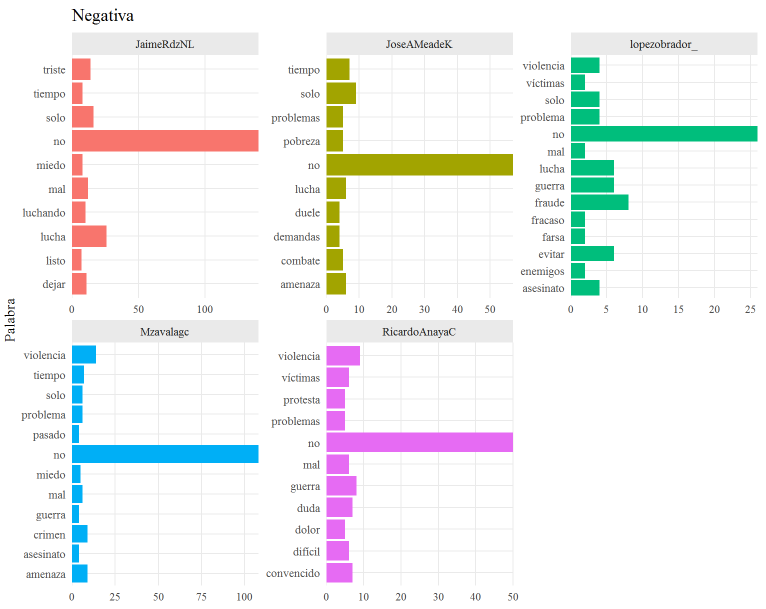 Negativa
JaimeRdzNL
triste
tiempo
solo
no
miedo
mal
luchando
lucha
listo
dejar
0 50 100
JoseAMeadeK
tiempo
solo
problemas
pobreza
no
lucha
duele
demandas
combate
amenaza
0 10 20 30 40 50
lopezobrador_
violencia
víctimas
solo
problema
no
mal
lucha
guerra
fraude
fracaso
farsa
evitar
enemigos
asesinato
0 5 10 15 20 25
Palabra
Mzavalagc
violencia
tiempo
solo
problema
pasado
no
miedo
mal
guerra
crimen
asesinato
amenaza
0 25 50 75 100
RicardoAnayaC
violencia
víctimas
protesta
problemas
no
mal
guerra
duda
dolor
difícil
convencido
0 10 20 30 40 50